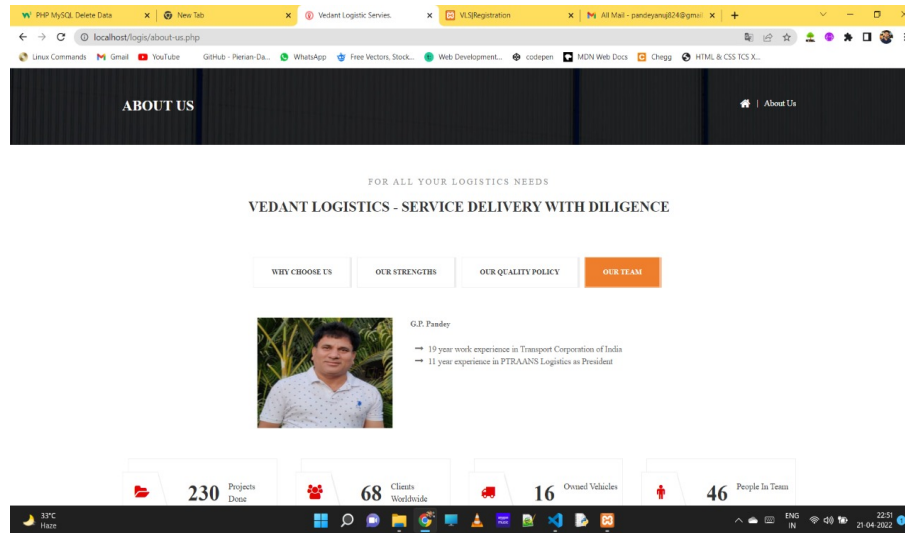 PHP MySQL Delete Data
New Tab
Vedant Logistic Servies.
VLS|Registration
All Mail - pandeyanuj824@gmail
localhost/logis/about-us.php
Linux Commands
Gmail
YouTube
GitHub - Pierian-Da...
WhatsApp
Free Vectors, Stock...
Web Development...
codepen
MDN Web Docs
Chegg
HTML & CSS TCS X...
ABOUT US
| About Us
FOR ALL YOUR LOGISTICS NEEDS
VEDANT LOGISTICS - SERVICE DELIVERY WITH DILIGENCE
WHY CHOOSE US
OUR STRENGTHS
OUR QUALITY POLICY
OUR TEAM
G.P. Pandey
→ 19 year work experience in Transport Corporation of India
→ 11 year experience in PTRAANS Logistics as President
230 Projects
Done
68 Clients
Worldwide
16 Owned Vehicles
46 People In Team
33°C
Haze
ENG
IN
22:51
21-04-2022